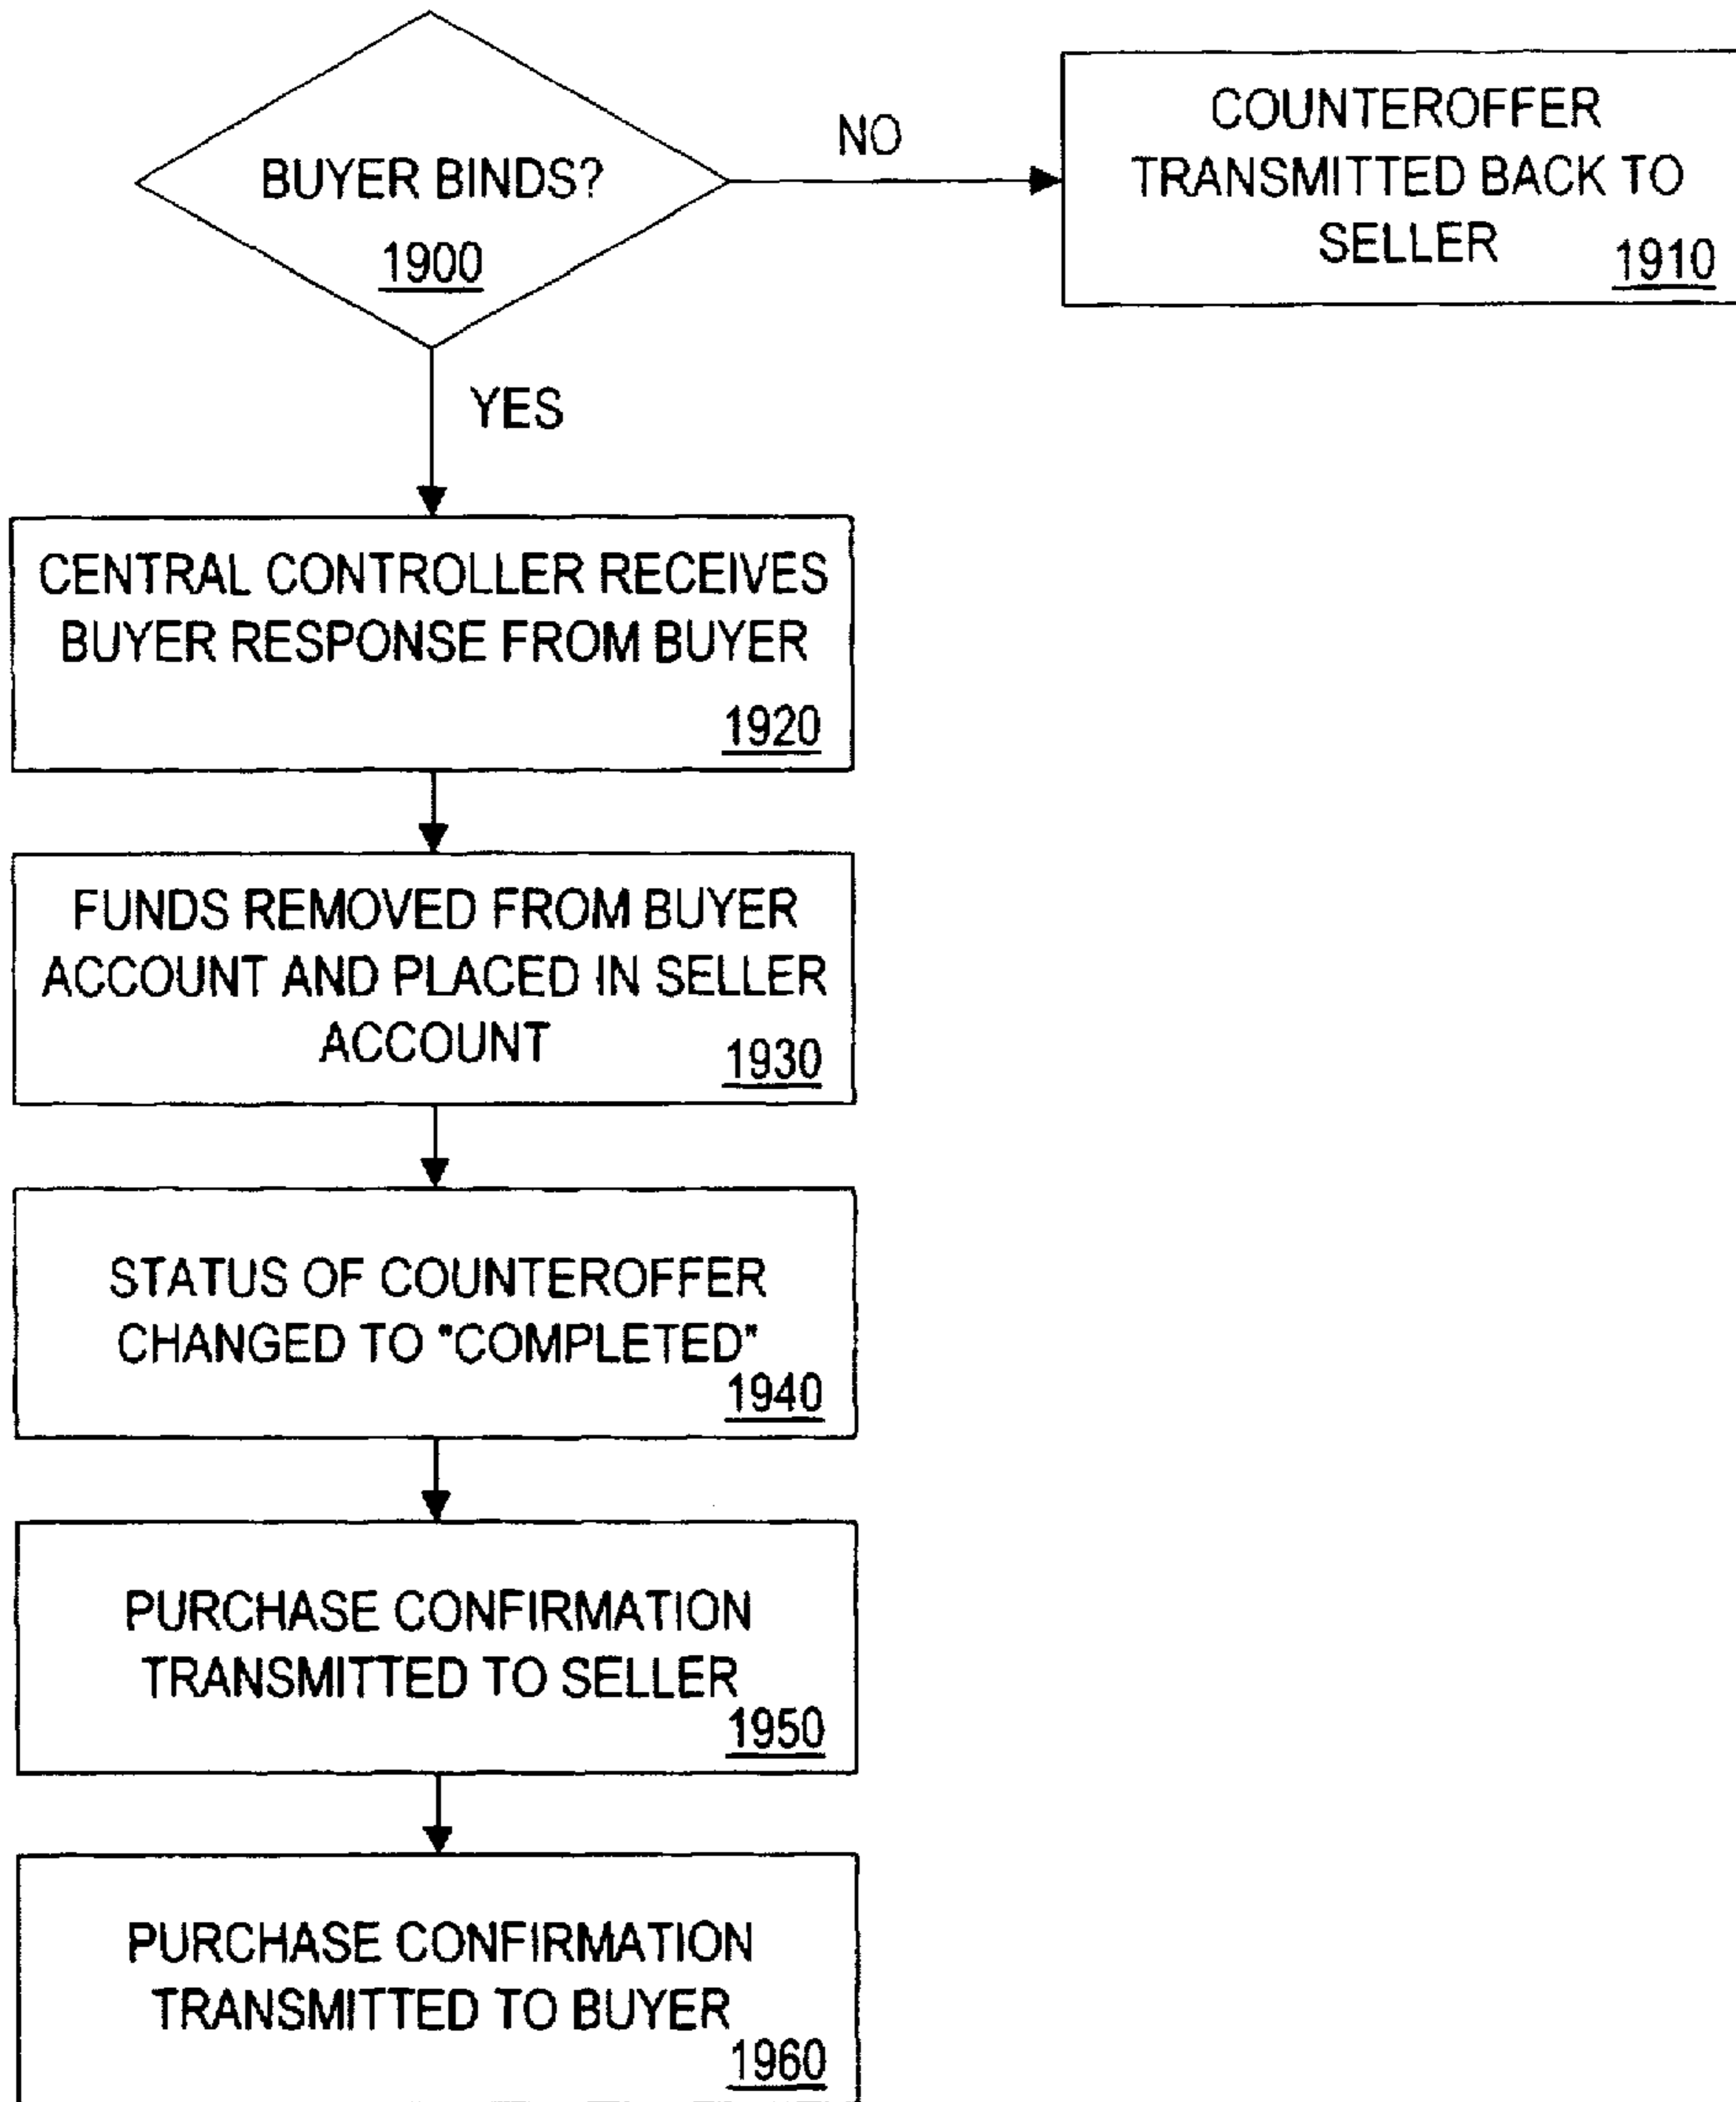 BUYER BINDS?
1900
NO
COUNTEROFFER
TRANSMITTED BACK TO
SELLER
1910
YES
CENTRAL CONTROLLER RECEIVES
BUYER RESPONSE FROM BUYER
1920
FUNDS REMOVED FROM BUYER
ACCOUNT AND PLACED IN SELLER
ACCOUNT
1930
STATUS OF COUNTEROFFER
CHANGED TO "COMPLETED"
1940
PURCHASE CONFIRMATION
TRANSMITTED TO SELLER
1950
PURCHASE CONFIRMATION
TRANSMITTED TO BUYER
1960